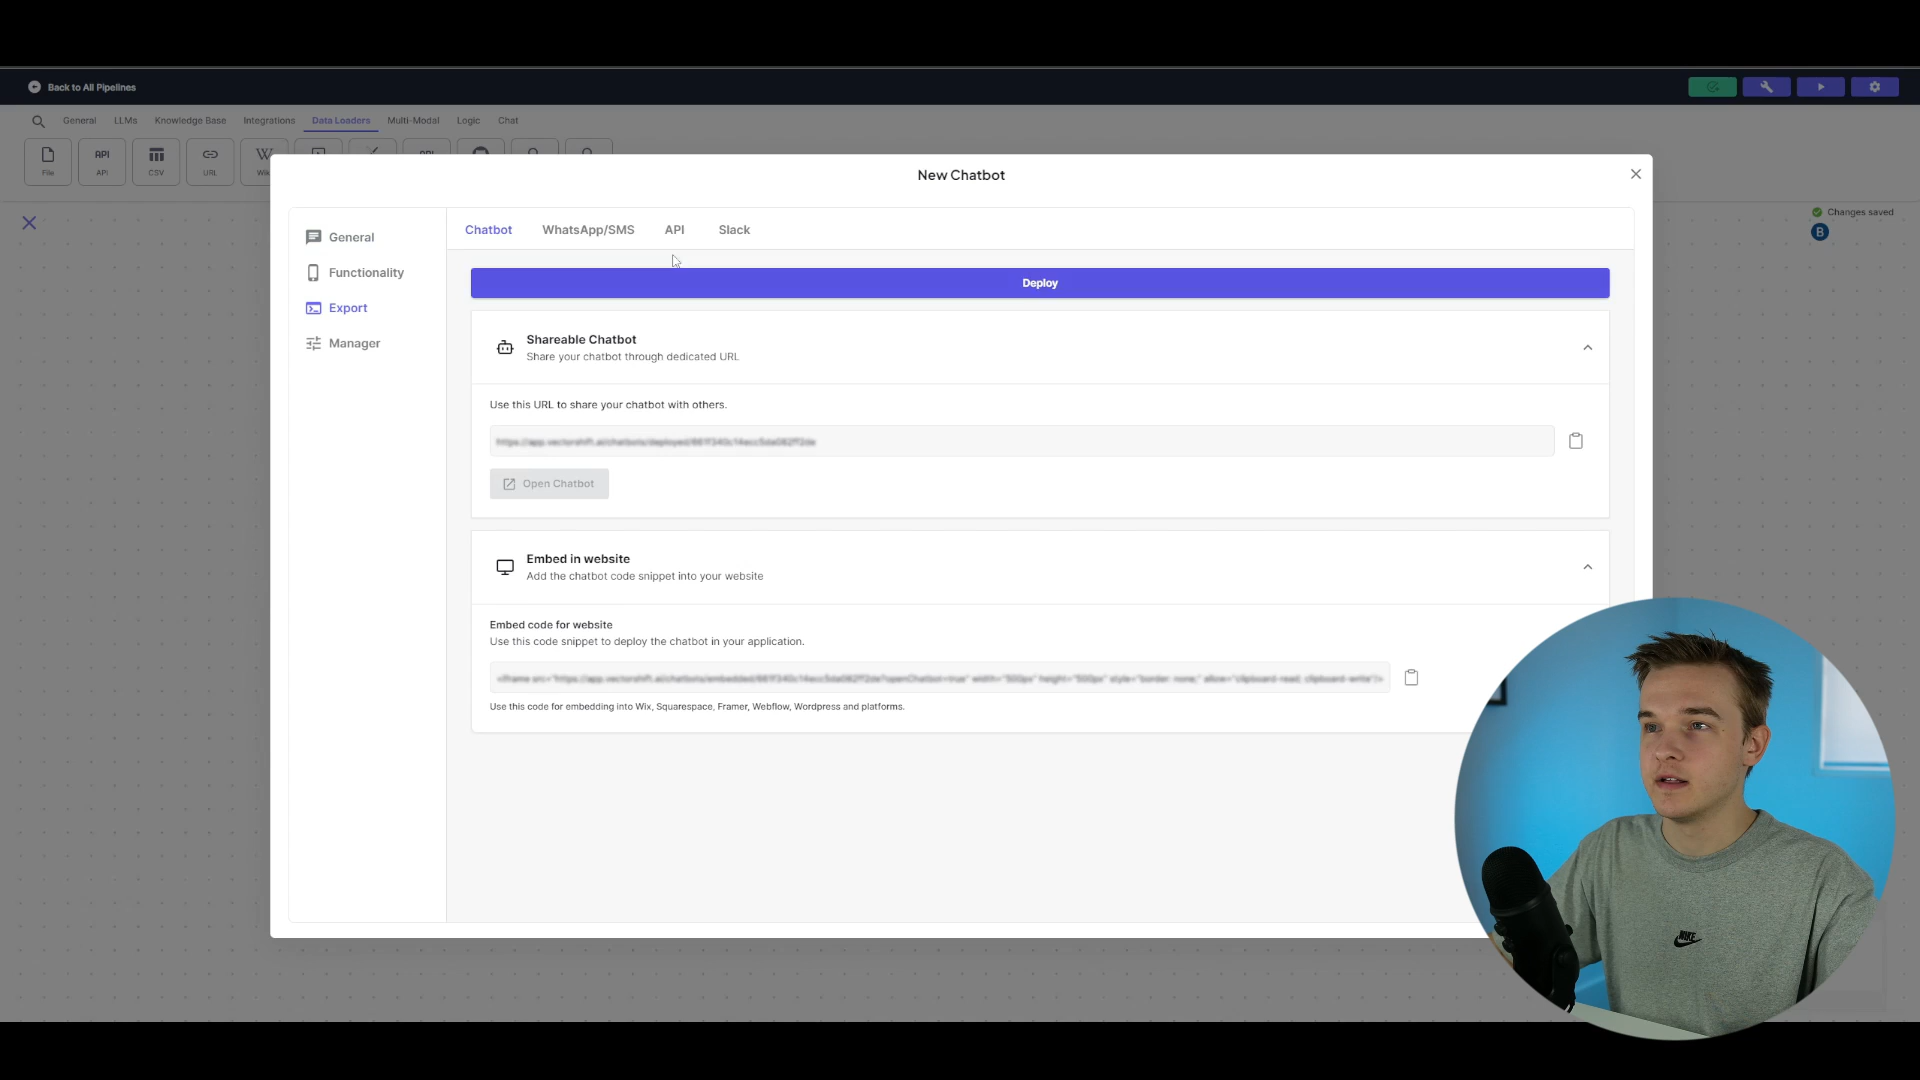 Back to All Pipelines
General LLMs Knowledge Base Integrations Data Loaders Multi-Modal Logic Chat
API
File API CSV URL
Changes saved
B
New Chatbot
General
Functionality
Export
Manager
Chatbot WhatsApp/SMS API Slack
Deploy
Shareable Chatbot
Share your chatbot through dedicated URL
Use this URL to share your chatbot with others.
Open Chatbot
Embed in website
Add the chatbot code snippet into your website
Embed code for website
Use this code snippet to deploy the chatbot in your application.
Use this code for embedding into Wix, Squarespace, Framer, Webflow, Wordpress and platforms.
NIKE